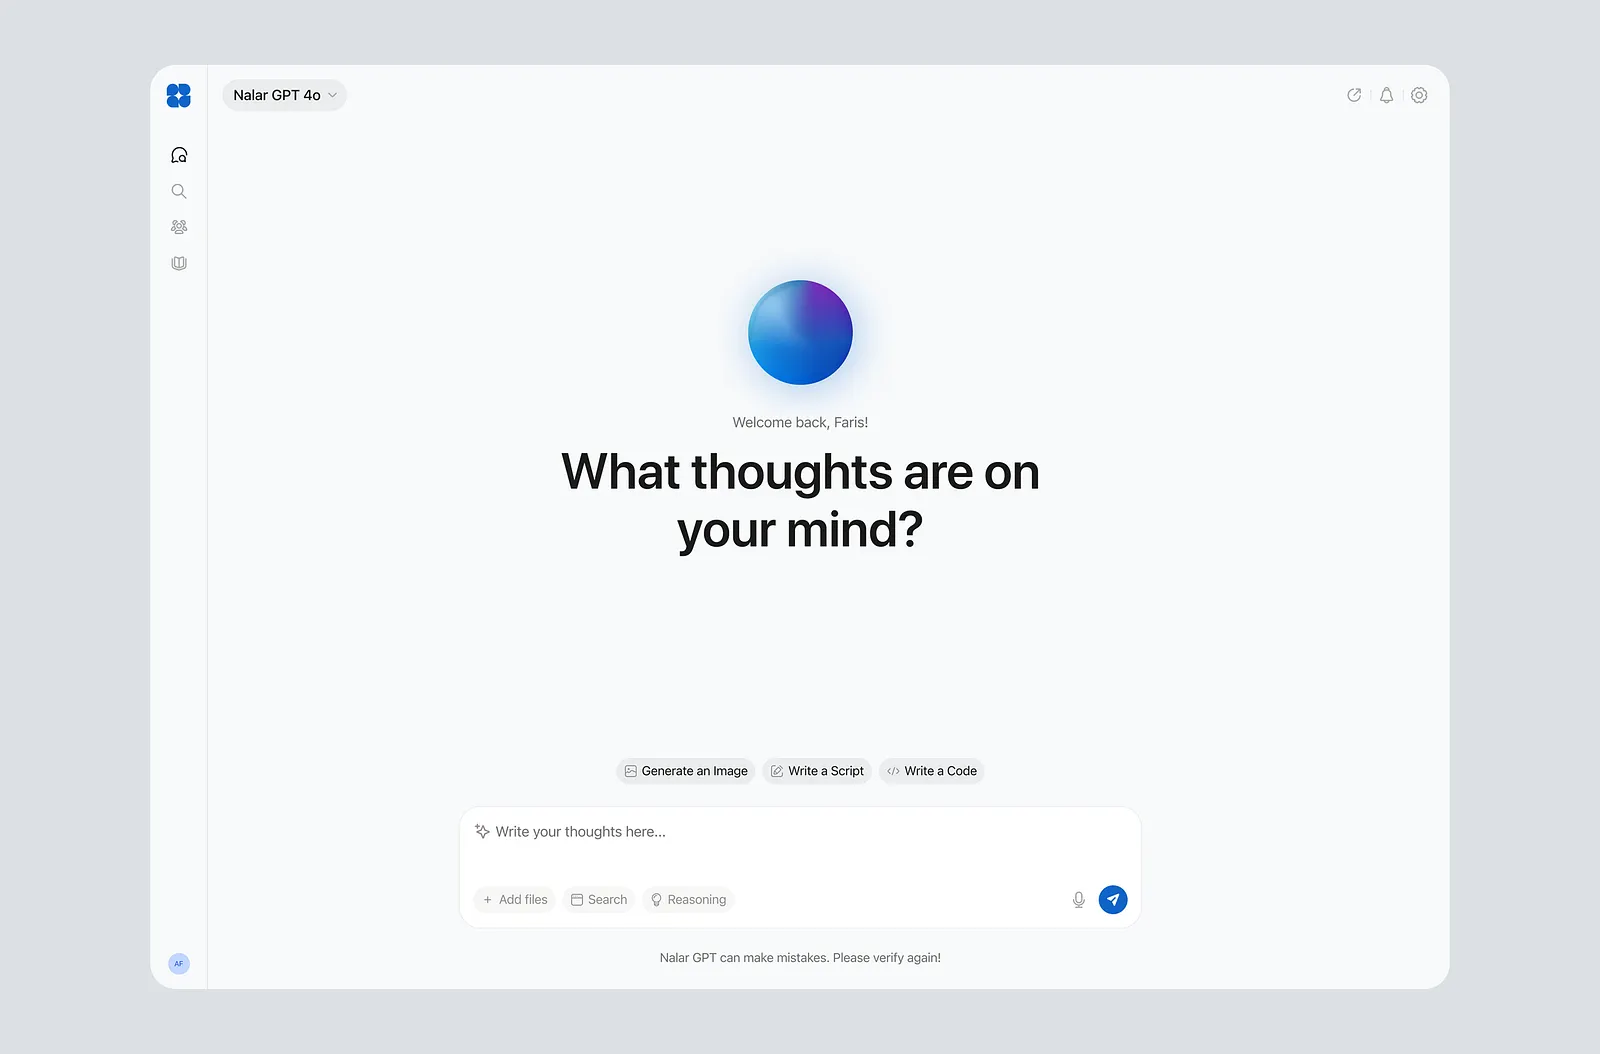 Nalar GPT 4o
Welcome back, Faris!
What thoughts are on
your mind?
Generate an Image
Write a Script
Write a Code
Write your thoughts here...
Add files
Search
Reasoning
Nalar GPT can make mistakes. Please verify again!
AF